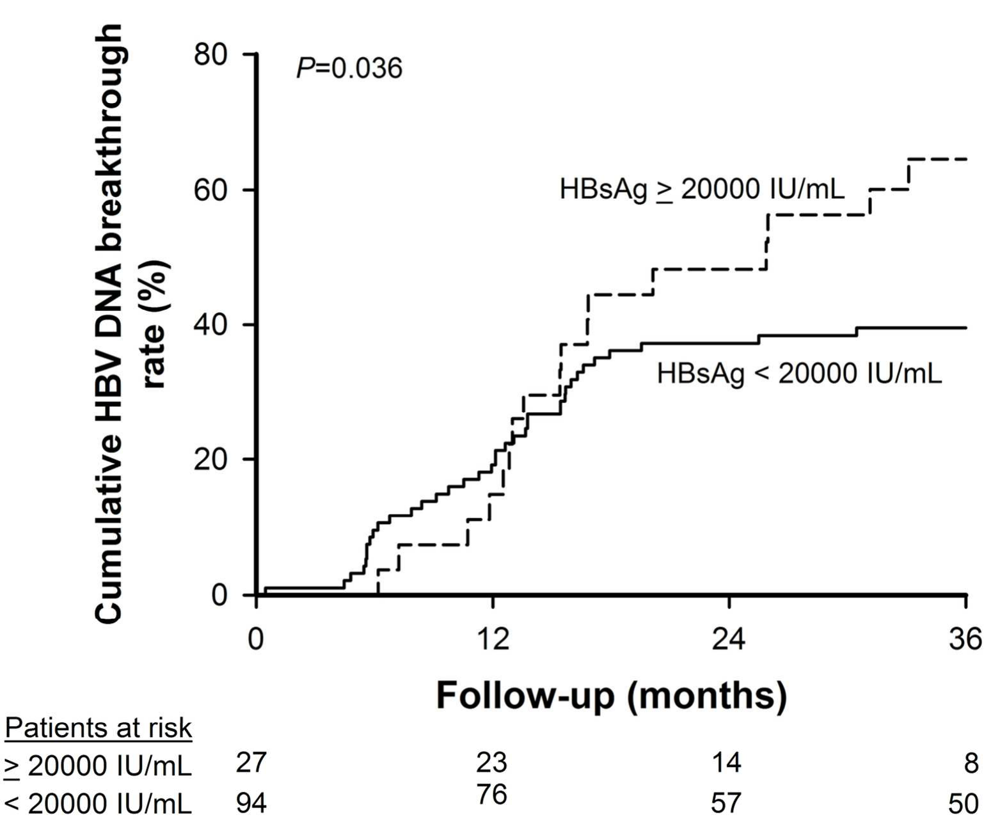 Cumulative HBV DNA breakthrough
rate (%)
80
60
40
20
0
P=0.036
HBsAg ≥ 20000 IU/mL
HBsAg < 20000 IU/mL
0 12 24 36
Follow-up (months)
Patients at risk
≥ 20000 IU/mL 27 23 14 8
< 20000 IU/mL 94 76 57 50